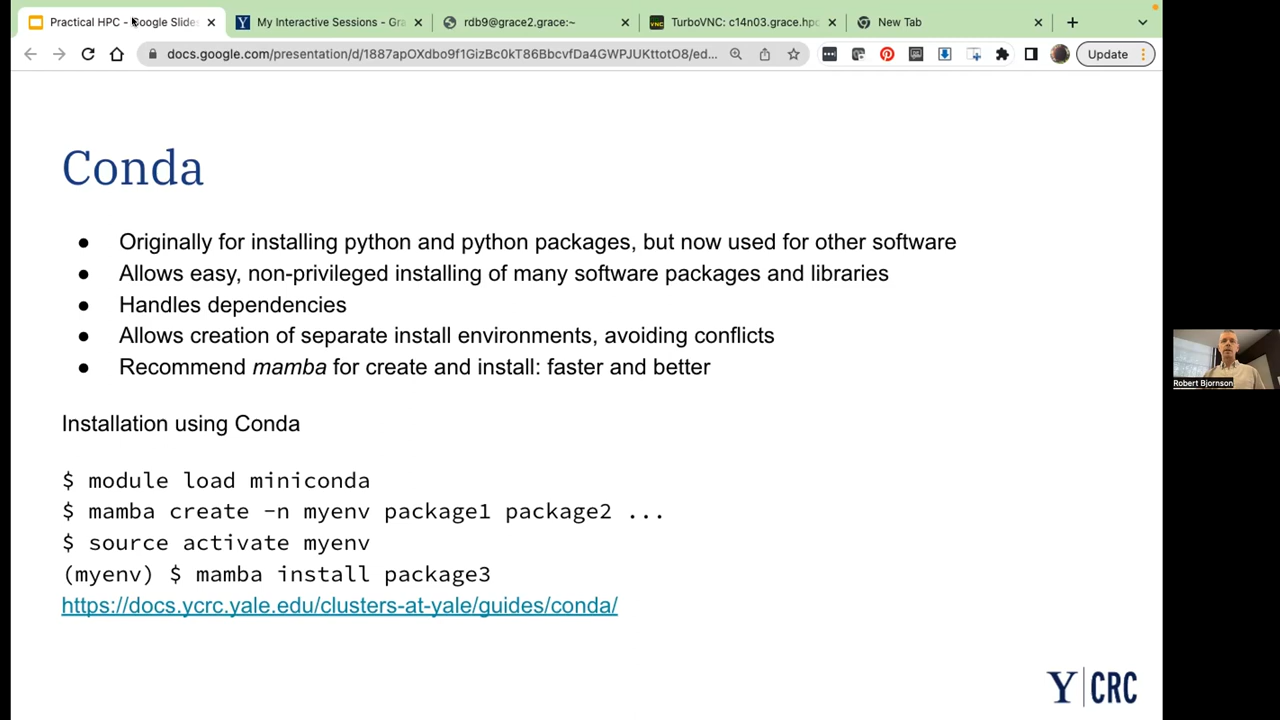 Practical HPC - Google Slides
My Interactive Sessions - Gra
rdb9@grace2.grace:~
TurboVNC: c14n03.grace.hpc
New Tab
docs.google.com/presentation/d/1887apOXdbo9f1GizBc0kT86BbcvfDa4GWPJUKttotO8/ed...
Update
Conda
● Originally for installing python and python packages, but now used for other software
● Allows easy, non-privileged installing of many software packages and libraries
● Handles dependencies
● Allows creation of separate install environments, avoiding conflicts
● Recommend mamba for create and install: faster and better
Installation using Conda
$ module load miniconda
$ mamba create -n myenv package1 package2 ...
$ source activate myenv
(myenv) $ mamba install package3
https://docs.ycrc.yale.edu/clusters-at-yale/guides/conda/
Robert Bjornson
Y CRC